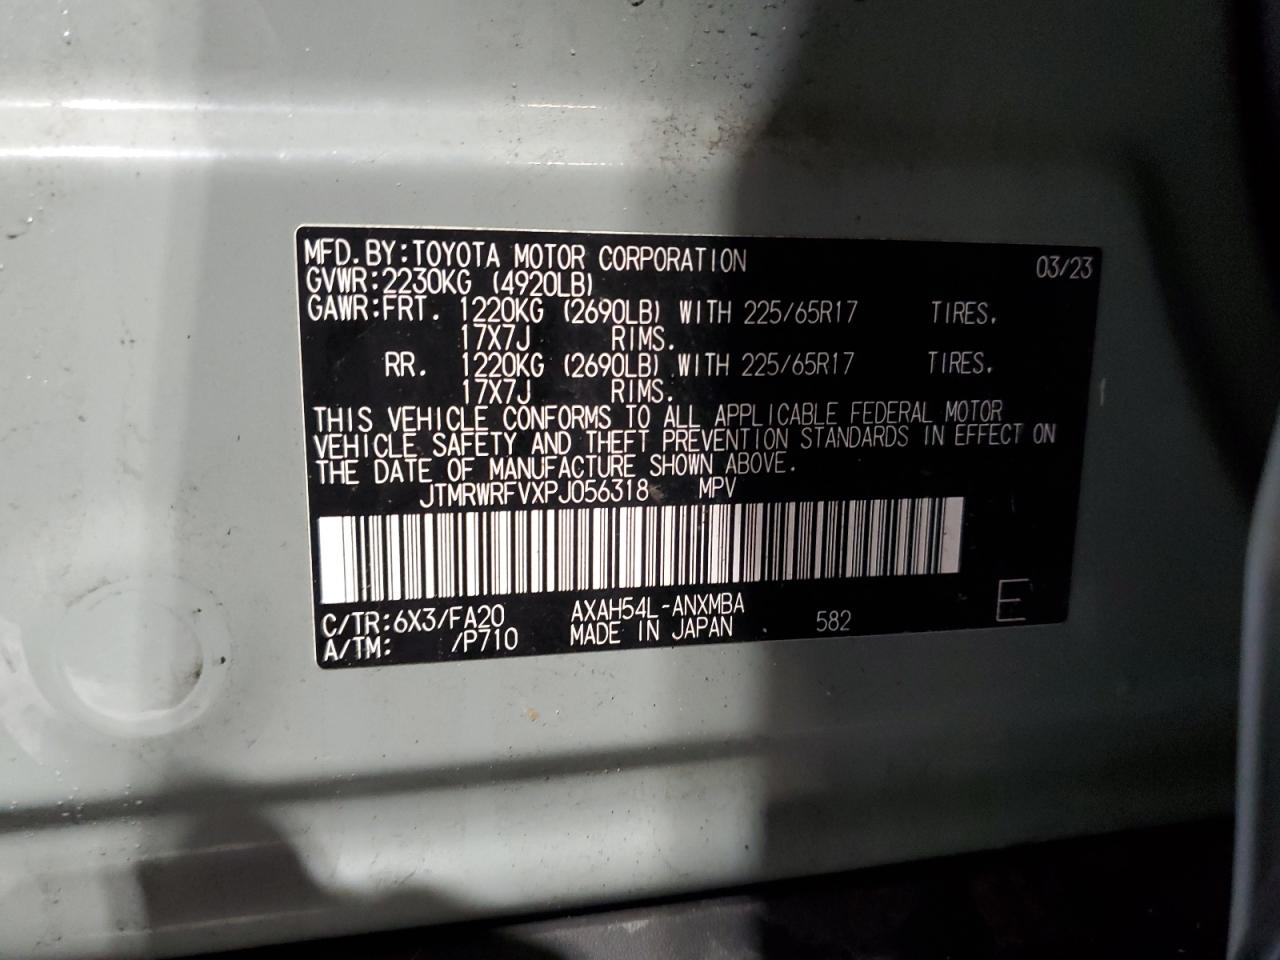 MFD.BY:TOYOTA MOTOR CORPORATION 03/23
GVWR:2230KG (4920LB)
GAWR:FRT. 1220KG (2690LB) WITH 225/65R17 TIRES.
17X7J RIMS.
RR. 1220KG (2690LB) WITH 225/65R17 TIRES.
17X7J RIMS.
THIS VEHICLE CONFORMS TO ALL APPLICABLE FEDERAL MOTOR
VEHICLE SAFETY AND THEFT PREVENTION STANDARDS IN EFFECT ON
THE DATE OF MANUFACTURE SHOWN ABOVE.
JTMRWRFVXPJ056318 MPV
C/TR:6X3/FA20 AXAH54L-ANXMBA
A/TM: /P710 MADE IN JAPAN 582 E